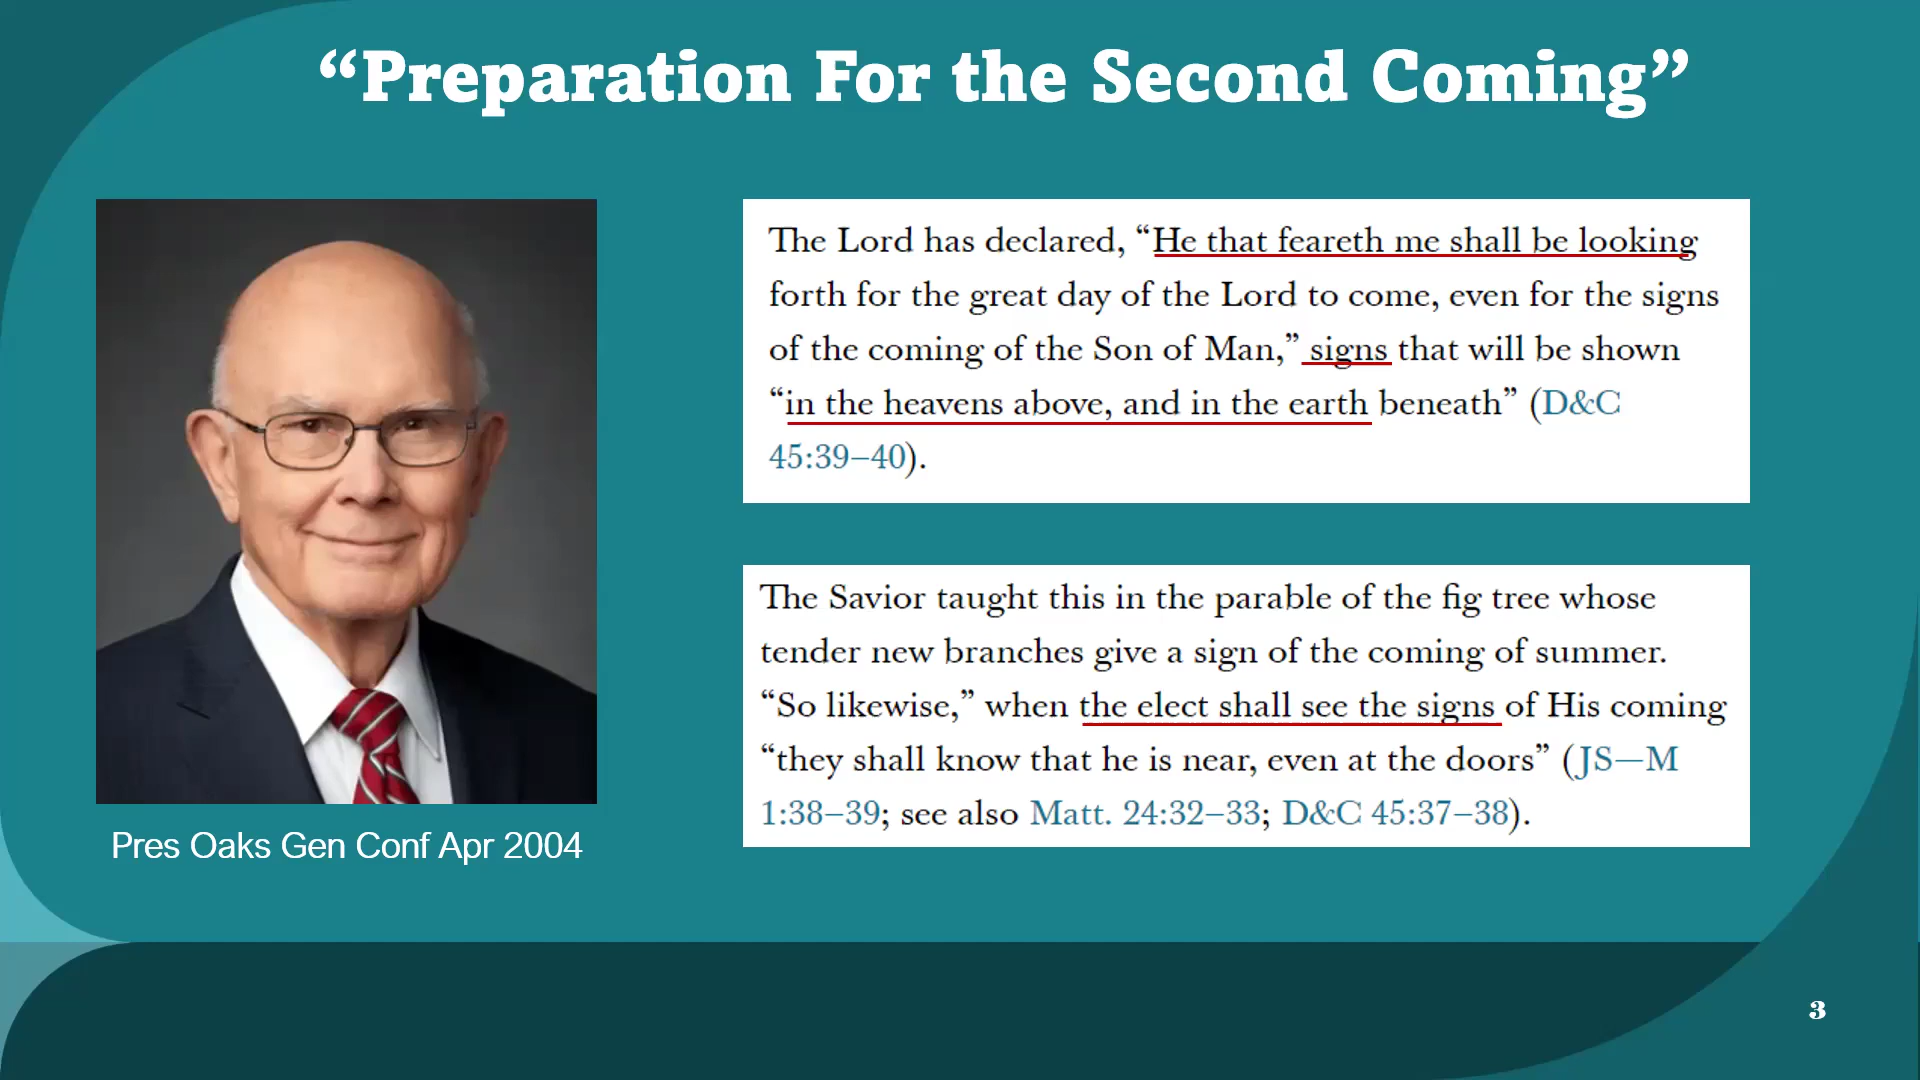 “Preparation For the Second Coming”
The Lord has declared, “He that feareth me shall be looking
forth for the great day of the Lord to come, even for the signs
of the coming of the Son of Man,” signs that will be shown
“in the heavens above, and in the earth beneath” (D&C
45:39–40).
The Savior taught this in the parable of the fig tree whose
tender new branches give a sign of the coming of summer.
“So likewise,” when the elect shall see the signs of His coming
“they shall know that he is near, even at the doors” (JS—M
1:38–39; see also Matt. 24:32–33; D&C 45:37–38).
Pres Oaks Gen Conf Apr 2004
3